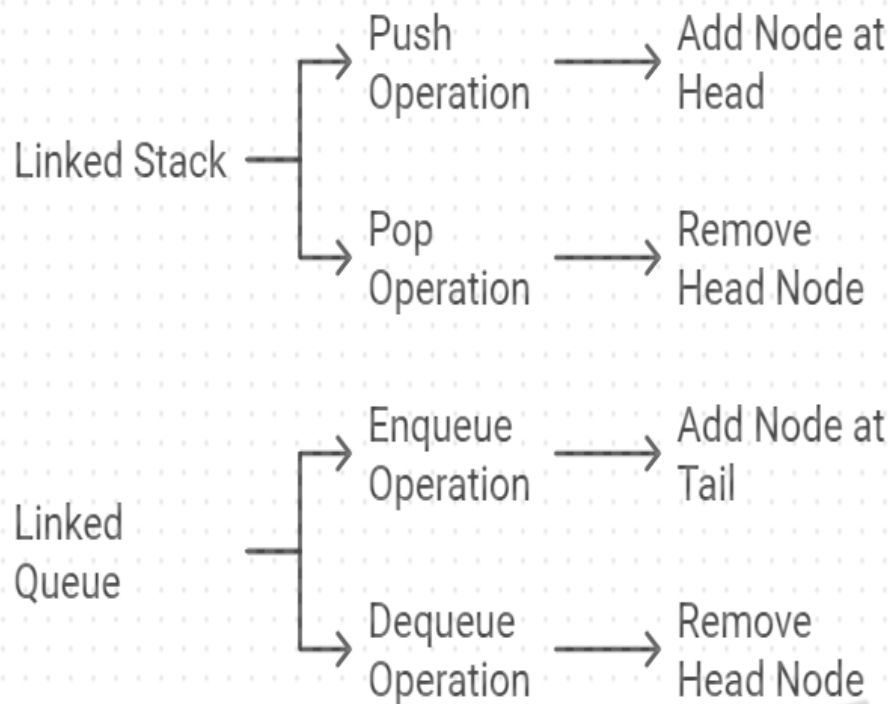 Linked Stack
Push
Operation
Add Node at
Head
Pop
Operation
Remove
Head Node
Linked
Queue
Enqueue
Operation
Add Node at
Tail
Dequeue
Operation
Remove
Head Node